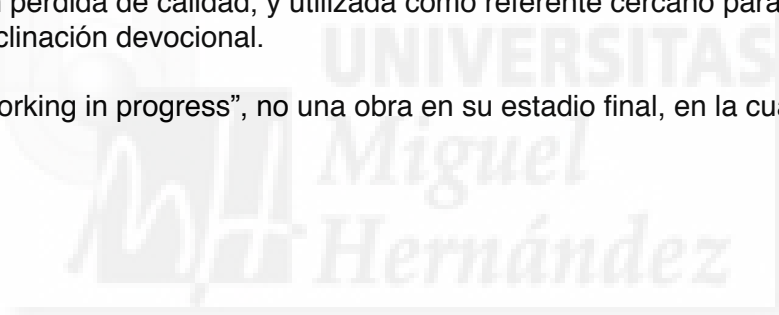 pérdida de calidad, y utilizada como referente cercano para
clinación devocional.
UNIVERSITAS
orking in progress”, no una obra en su estadio final, en la cua
Miguel
Hernández